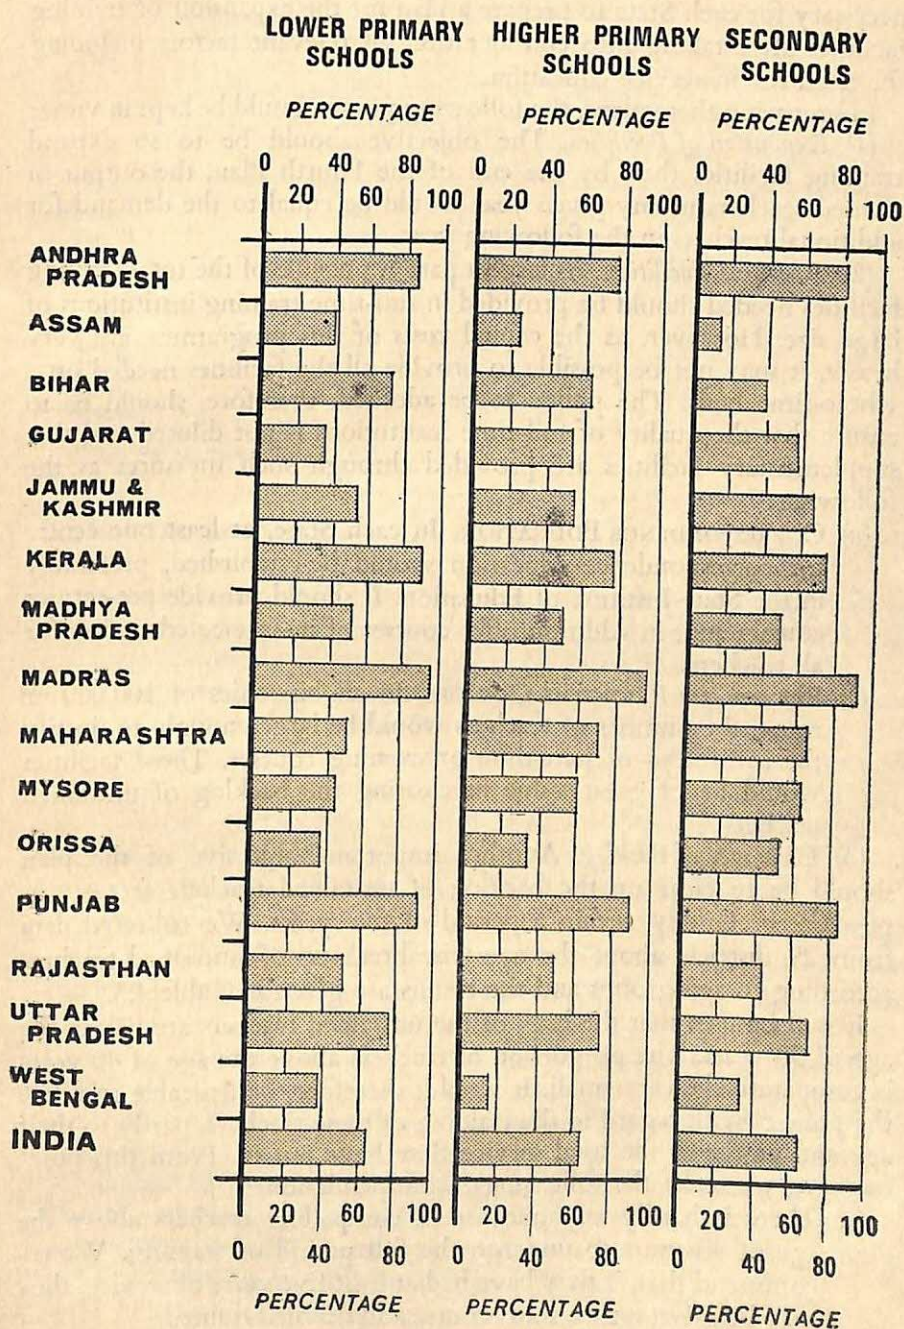 LOWER PRIMARY SCHOOLS
HIGHER PRIMARY SCHOOLS
SECONDARY SCHOOLS
PERCENTAGE
PERCENTAGE
PERCENTAGE
0 40 80
20 60 100
0 40 80
20 60 100
0 40 80
20 60 100
ANDHRA
PRADESH
ASSAM
BIHAR
GUJARAT
JAMMU &
KASHMIR
KERALA
MADHYA
PRADESH
MADRAS
MAHARASHTRA
MYSORE
ORISSA
PUNJAB
RAJASTHAN
UTTAR
PRADESH
WEST
BENGAL
INDIA
20 60 100
0 40 80
20 60 100
0 40 80
20 60 100
0 40 80
PERCENTAGE
PERCENTAGE
PERCENTAGE